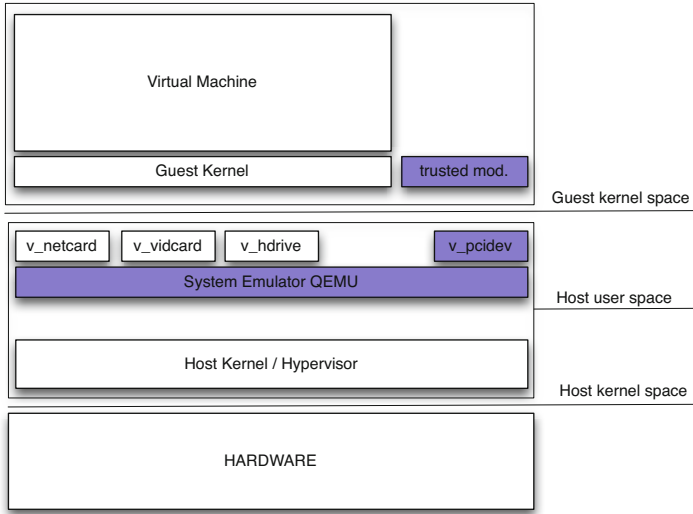 Virtual Machine
Guest Kernel
trusted mod.
Guest kernel space
v_netcard
v_vidcard
v_hdrive
v_pcidev
System Emulator QEMU
Host user space
Host Kernel / Hypervisor
Host kernel space
HARDWARE